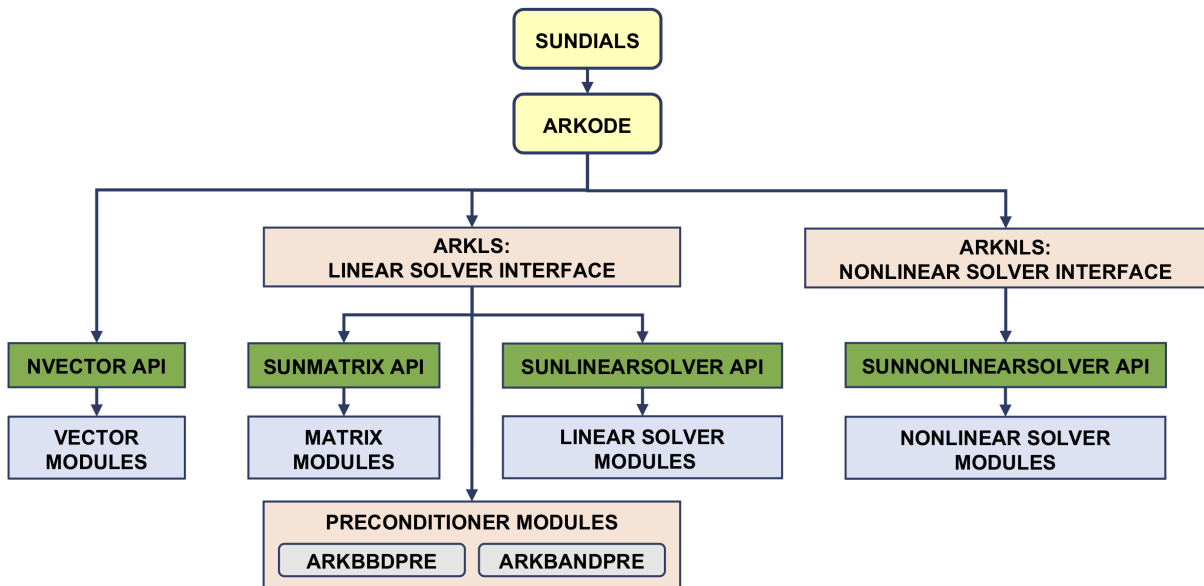 SUNDIALS
ARKODE
ARKLS:
LINEAR SOLVER INTERFACE
ARKNLS:
NONLINEAR SOLVER INTERFACE
NVECTOR API
SUNMATRIX API
SUNLINEARSOLVER API
SUNNONLINEARSOLVER API
VECTOR
MODULES
MATRIX
MODULES
LINEAR SOLVER
MODULES
NONLINEAR SOLVER
MODULES
PRECONDITIONER MODULES
ARKBBDPRE
ARKBANDPRE